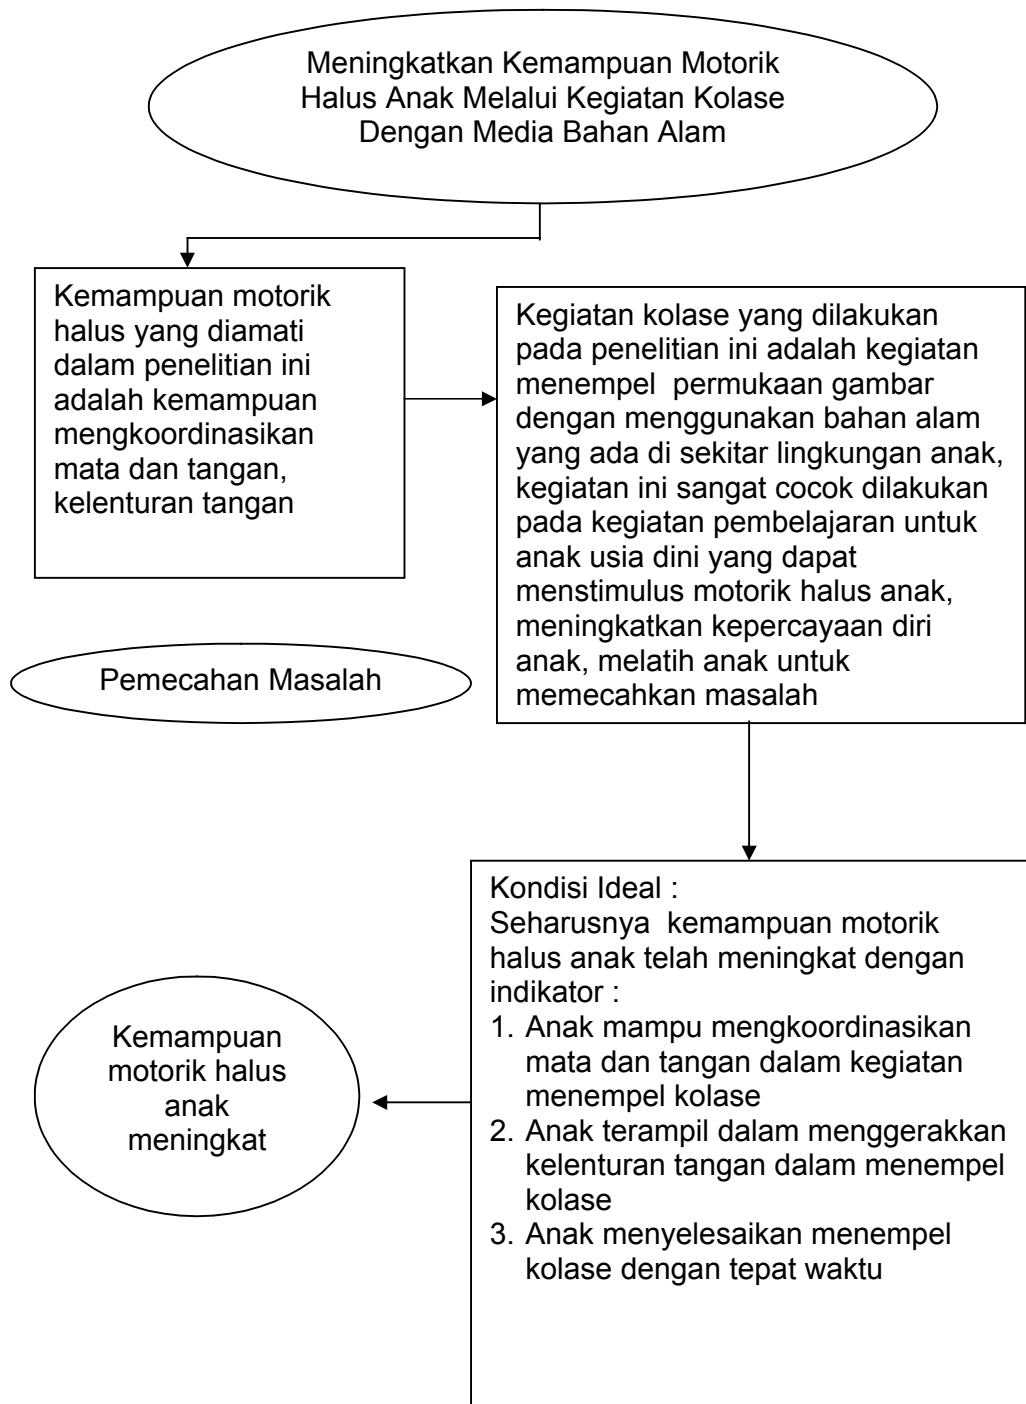 Meningkatkan Kemampuan Motorik
Halus Anak Melalui Kegiatan Kolase
Dengan Media Bahan Alam
Kemampuan motorik
halus yang diamati
dalam penelitian ini
adalah kemampuan
mengkoordinasikan
mata dan tangan,
kelenturan tangan
Kegiatan kolase yang dilakukan
pada penelitian ini adalah kegiatan
menempel  permukaan gambar
dengan menggunakan bahan alam
yang ada di sekitar lingkungan anak,
kegiatan ini sangat cocok dilakukan
pada kegiatan pembelajaran untuk
anak usia dini yang dapat
menstimulus motorik halus anak,
meningkatkan kepercayaan diri
anak, melatih anak untuk
memecahkan masalah
Pemecahan Masalah
Kondisi Ideal :
Seharusnya  kemampuan motorik
halus anak telah meningkat dengan
indikator :
1. Anak mampu mengkoordinasikan
mata dan tangan dalam kegiatan
menempel kolase
2. Anak terampil dalam menggerakkan
kelenturan tangan dalam menempel
kolase
3. Anak menyelesaikan menempel
kolase dengan tepat waktu
Kemampuan
motorik halus
anak
meningkat